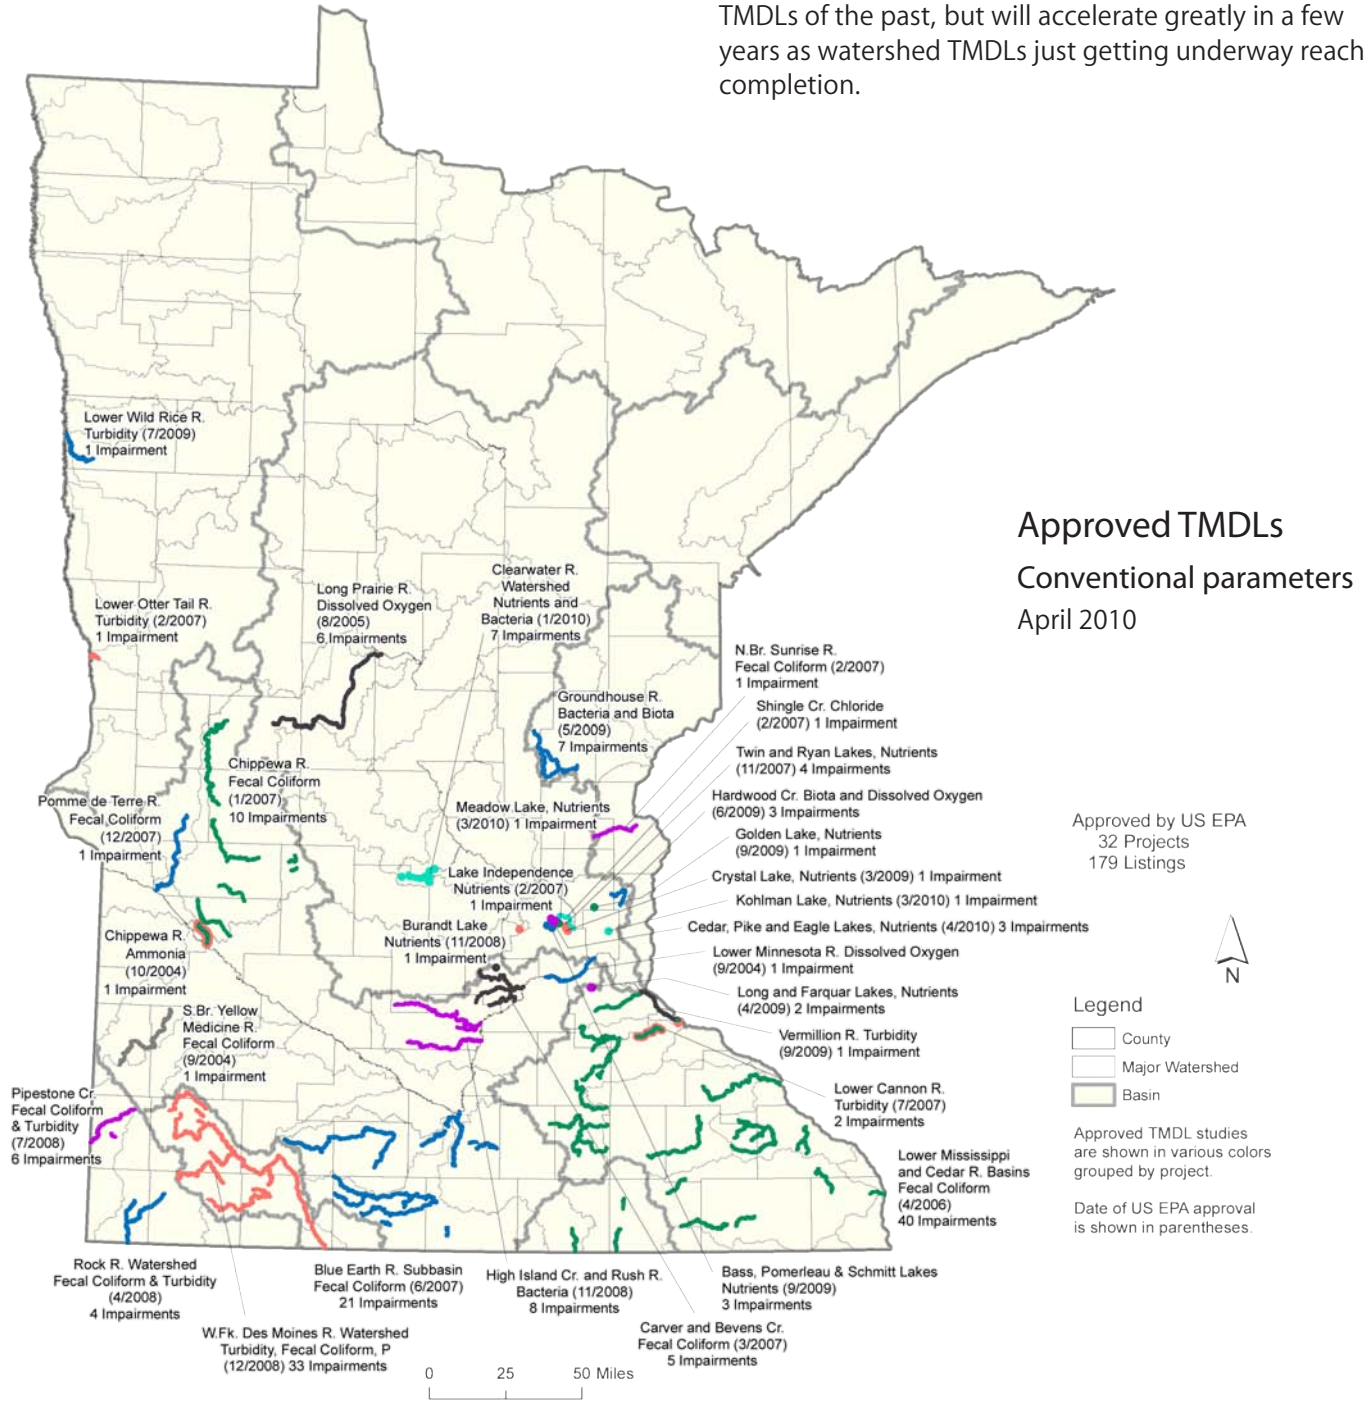 TMDLs of the past, but will accelerate greatly in a few
years as watershed TMDLs just getting underway reach
completion.
Lower Wild Rice R.
Turbidity (7/2009)
1 Impairment
Approved TMDLs
Conventional parameters
April 2010
Lower Otter Tail R.
Turbidity (2/2007)
1 Impairment
Long Prairie R.
Dissolved Oxygen
(8/2005)
6 Impairments
Clearwater R.
Watershed
Nutrients and
Bacteria (1/2010)
7 Impairments
N.Br. Sunrise R.
Fecal Coliform (2/2007)
1 Impairment
Groundhouse R.
Bacteria and Biota
(5/2009)
7 Impairments
Shingle Cr. Chloride
(2/2007) 1 Impairment
Twin and Ryan Lakes, Nutrients
(11/2007) 4 Impairments
Chippewa R.
Fecal Coliform
(1/2007)
10 Impairments
Pomme de Terre R.
Fecal Coliform
(12/2007)
1 Impairment
Meadow Lake, Nutrients
(3/2010) 1 Impairment
Hardwood Cr. Biota and Dissolved Oxygen
(6/2009) 3 Impairments
Golden Lake, Nutrients
(9/2009) 1 Impairment
Approved by US EPA
32 Projects
179 Listings
Lake Independence
Nutrients (2/2007)
1 Impairment
Crystal Lake, Nutrients (3/2009) 1 Impairment
Kohlman Lake, Nutrients (3/2010) 1 Impairment
Burandt Lake
Nutrients (11/2008)
1 Impairment
Cedar, Pike and Eagle Lakes, Nutrients (4/2010) 3 Impairments
Chippewa R.
Ammonia
(10/2004)
1 Impairment
Lower Minnesota R. Dissolved Oxygen
(9/2004) 1 Impairment
Long and Farquar Lakes, Nutrients
(4/2009) 2 Impairments
N
S.Br. Yellow
Medicine R.
Fecal Coliform
(9/2004)
1 Impairment
Vermillion R. Turbidity
(9/2009) 1 Impairment
Legend
County
Major Watershed
Basin
Approved TMDL studies
are shown in various colors
grouped by project.
Date of US EPA approval
is shown in parentheses.
Pipestone Cr.
Fecal Coliform
& Turbidity
(7/2008)
6 Impairments
Lower Cannon R.
Turbidity (7/2007)
2 Impairments
Lower Mississippi
and Cedar R. Basins
Fecal Coliform
(4/2006)
40 Impairments
Rock R. Watershed
Fecal Coliform & Turbidity
(4/2008)
4 Impairments
Blue Earth R. Subbasin
Fecal Coliform (6/2007)
21 Impairments
High Island Cr. and Rush R.
Bacteria (11/2008)
8 Impairments
Bass, Pomerleau & Schmitt Lakes
Nutrients (9/2009)
3 Impairments
W.Fk. Des Moines R. Watershed
Turbidity, Fecal Coliform, P
(12/2008) 33 Impairments
Carver and Bevens Cr.
Fecal Coliform (3/2007)
5 Impairments
0 25 50 Miles